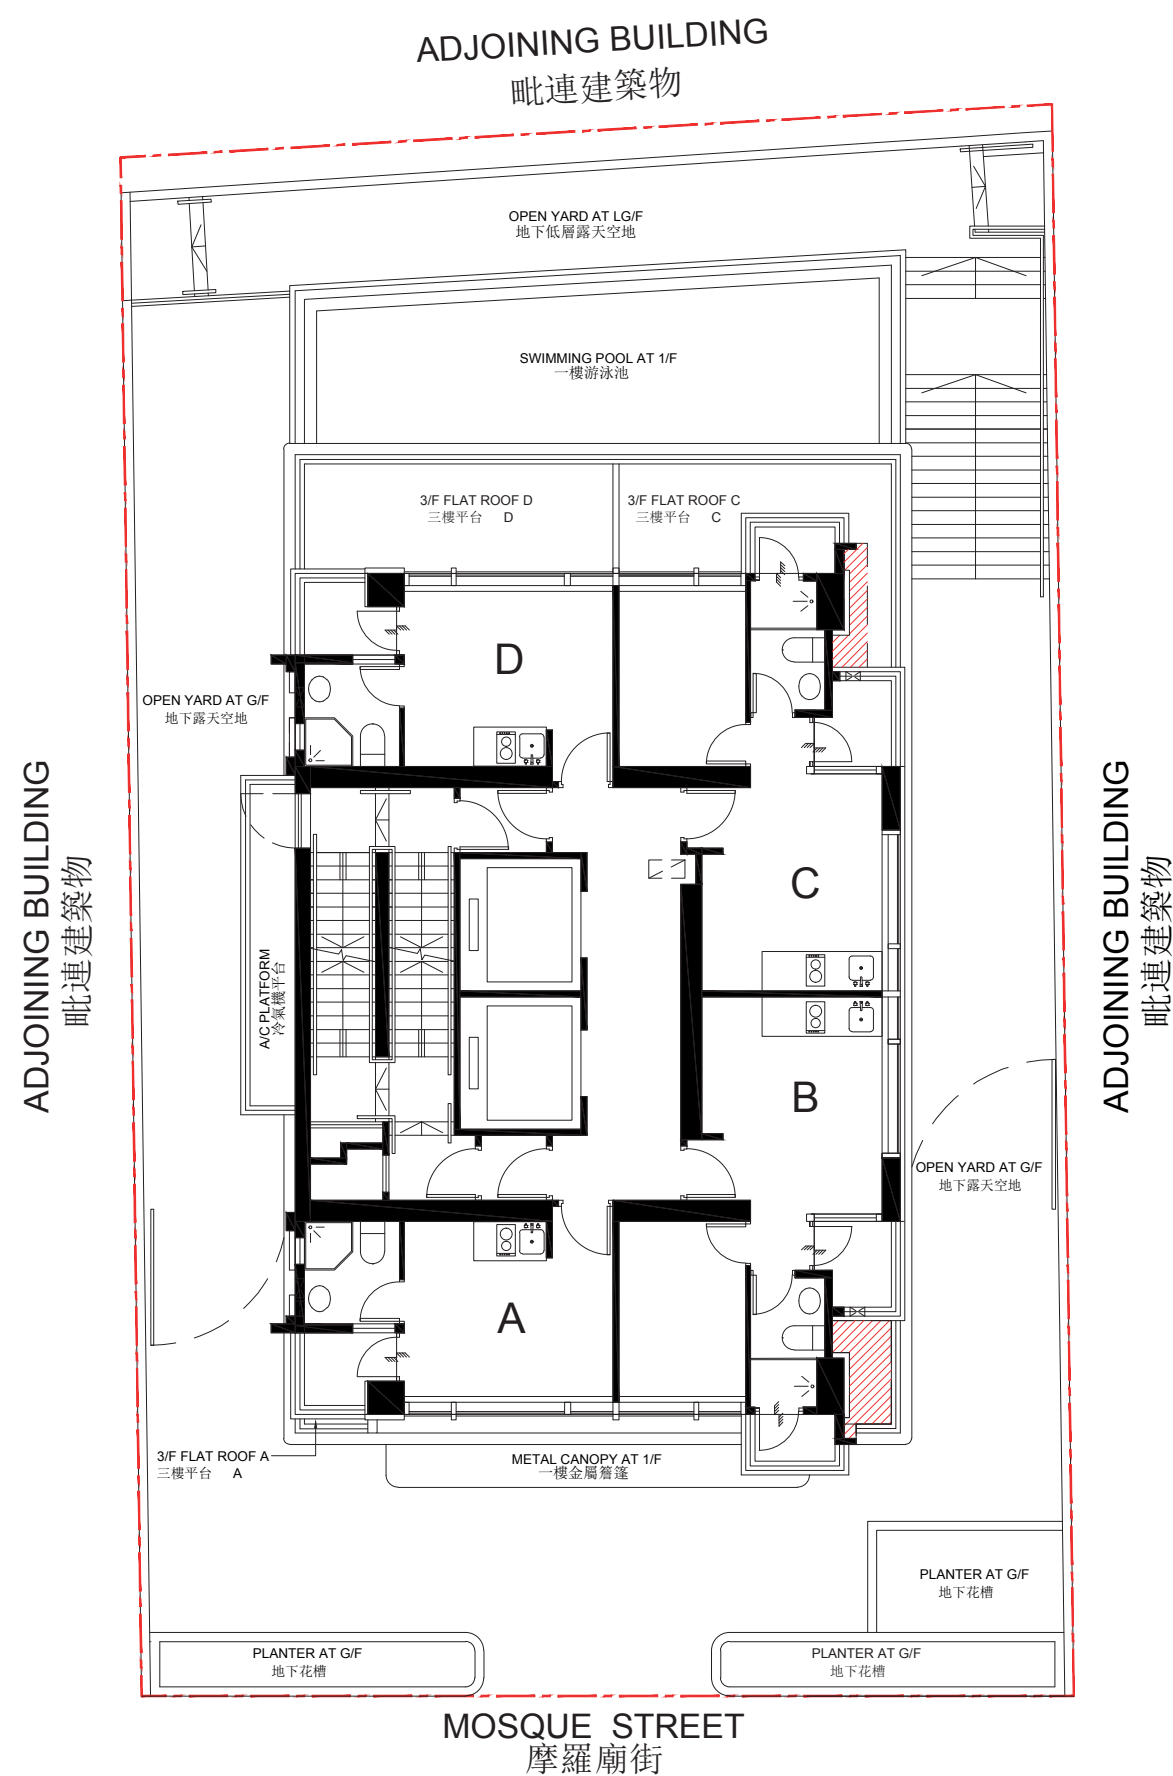 ADJOINING BUILDING
毗連建築物
OPEN YARD AT LG/F
地下低層露天空地
SWIMMING POOL AT 1/F
一樓游泳池
3/F FLAT ROOF D
三樓平台 D
3/F FLAT ROOF C
三樓平台 C
D
OPEN YARD AT G/F
地下露天空地
ADJOINING BUILDING
毗連建築物
A/C PLATFORM
冷氣機平台
C
B
ADJOINING BUILDING
毗連建築物
OPEN YARD AT G/F
地下露天空地
A
3/F FLAT ROOF A
三樓平台 A
METAL CANOPY AT 1/F
一樓金屬簷篷
PLANTER AT G/F
地下花槽
PLANTER AT G/F
地下花槽
PLANTER AT G/F
地下花槽
MOSQUE STREET
摩羅廟街